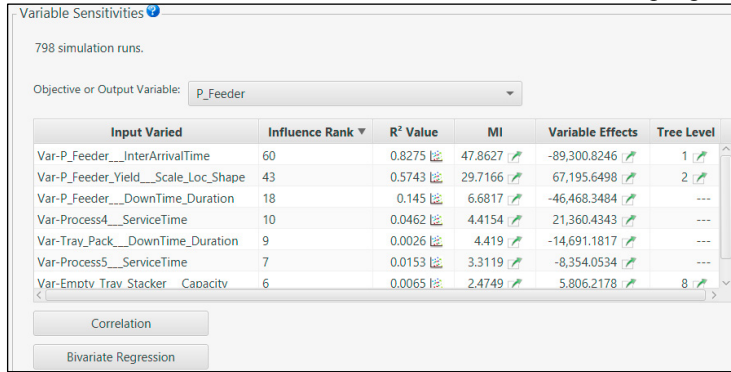 Variable Sensitivities ?
798 simulation runs.
Objective or Output Variable: P_Feeder
Input Varied Influence Rank ▼ R² Value MI Variable Effects Tree Level
Var-P_Feeder___InterArrivalTime 60 0.8275 47.8627 -89,300.8246 1
Var-P_Feeder_Yield___Scale_Loc_Shape 43 0.5743 29.7166 67,195.6498 2
Var-P_Feeder___DownTime_Duration 18 0.145 6.6817 -46,468.3484 ---
Var-Process4___ServiceTime 10 0.0462 4.4154 21,360.4343 ---
Var-Tray_Pack___DownTime_Duration 9 0.0026 4.419 -14,691.1817 ---
Var-Process5___ServiceTime 7 0.0153 3.3119 -8,354.0534 ---
Var-Empty_Tray_Stacker___Capacity 6 0.0065 2.4749 5,806.2178 8
Correlation
Bivariate Regression